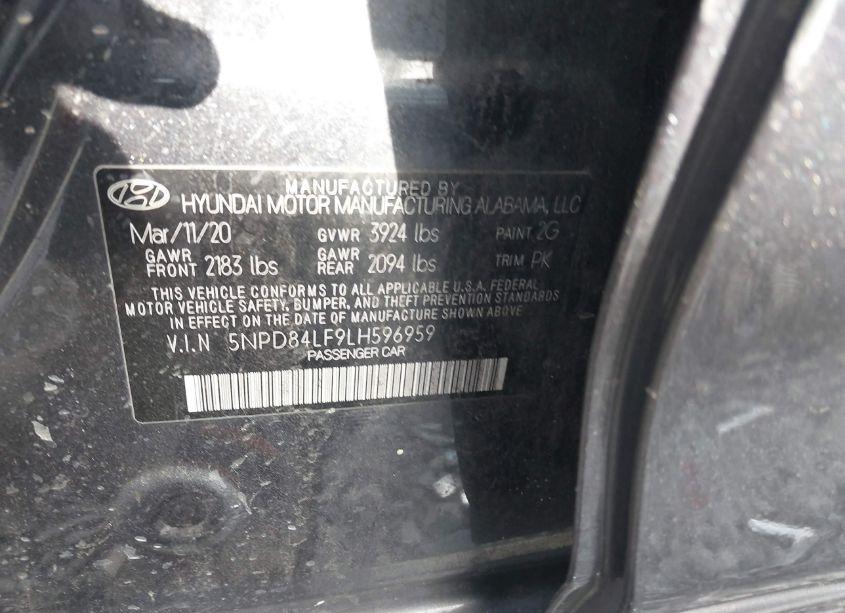 MANUFACTURED BY
HYUNDAI MOTOR MANUFACTURING ALABAMA, LLC
Mar/11/20 GVWR 3924 lbs PAINT 2G
GAWR FRONT 2183 lbs GAWR REAR 2094 lbs TRIM PK
THIS VEHICLE CONFORMS TO ALL APPLICABLE U.S.A. FEDERAL
MOTOR VEHICLE SAFETY, BUMPER, AND THEFT PREVENTION STANDARDS
IN EFFECT ON THE DATE OF MANUFACTURE SHOWN ABOVE
V.I.N 5NPD84LF9LH596959
PASSENGER CAR